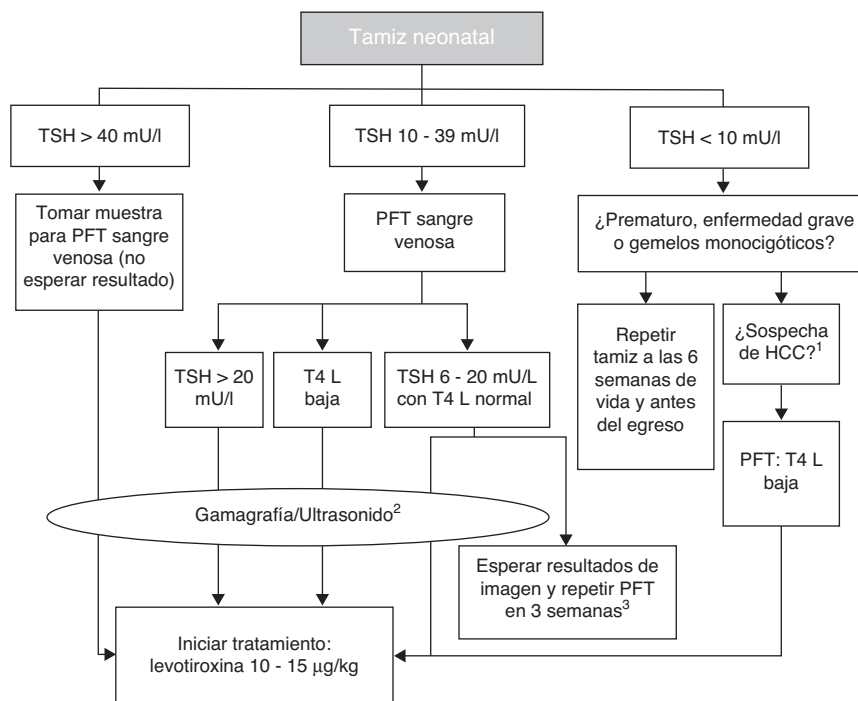 Tamiz neonatal
TSH > 40 mU/l
TSH 10 - 39 mU/l
TSH < 10 mU/l
Tomar muestra
para PFT sangre
venosa (no
esperar resultado)
PFT sangre
venosa
¿Prematuro, enfermedad grave
o gemelos monocigóticos?
TSH > 20
mU/l
T4 L
baja
TSH 6 - 20 mU/L
con T4 L normal
Repetir
tamiz a las 6
semanas de
vida y antes
del egreso
¿Sospecha
de HCC?1
PFT: T4 L
baja
Gamagrafía/Ultrasonido2
Esperar resultados de
imagen y repetir PFT
en 3 semanas3
Iniciar tratamiento:
levotiroxina 10 - 15 µg/kg